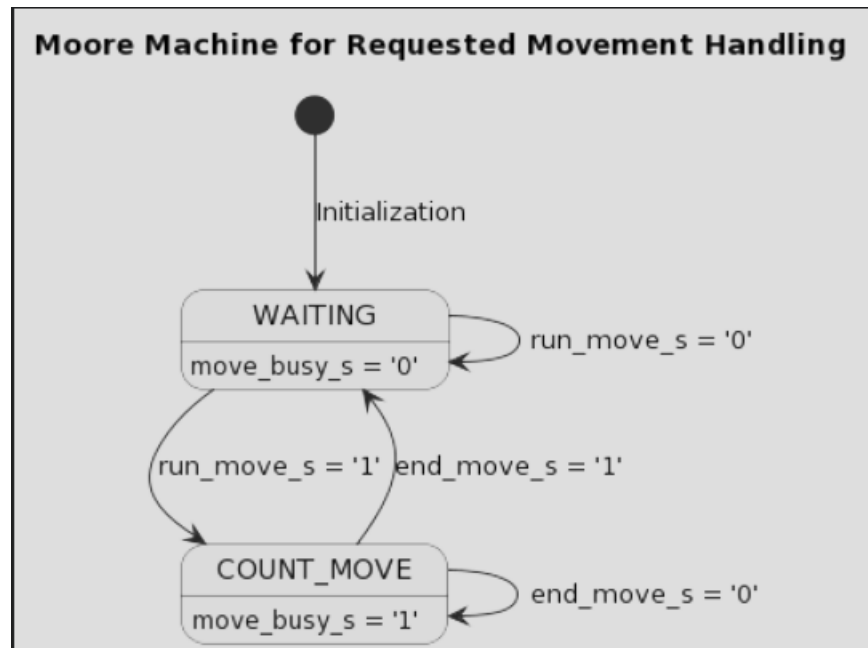 Moore Machine for Requested Movement Handling
Initialization
WAITING
move_busy_s = '0'
run_move_s = '0'
run_move_s = '1'
end_move_s = '1'
COUNT_MOVE
move_busy_s = '1'
end_move_s = '0'